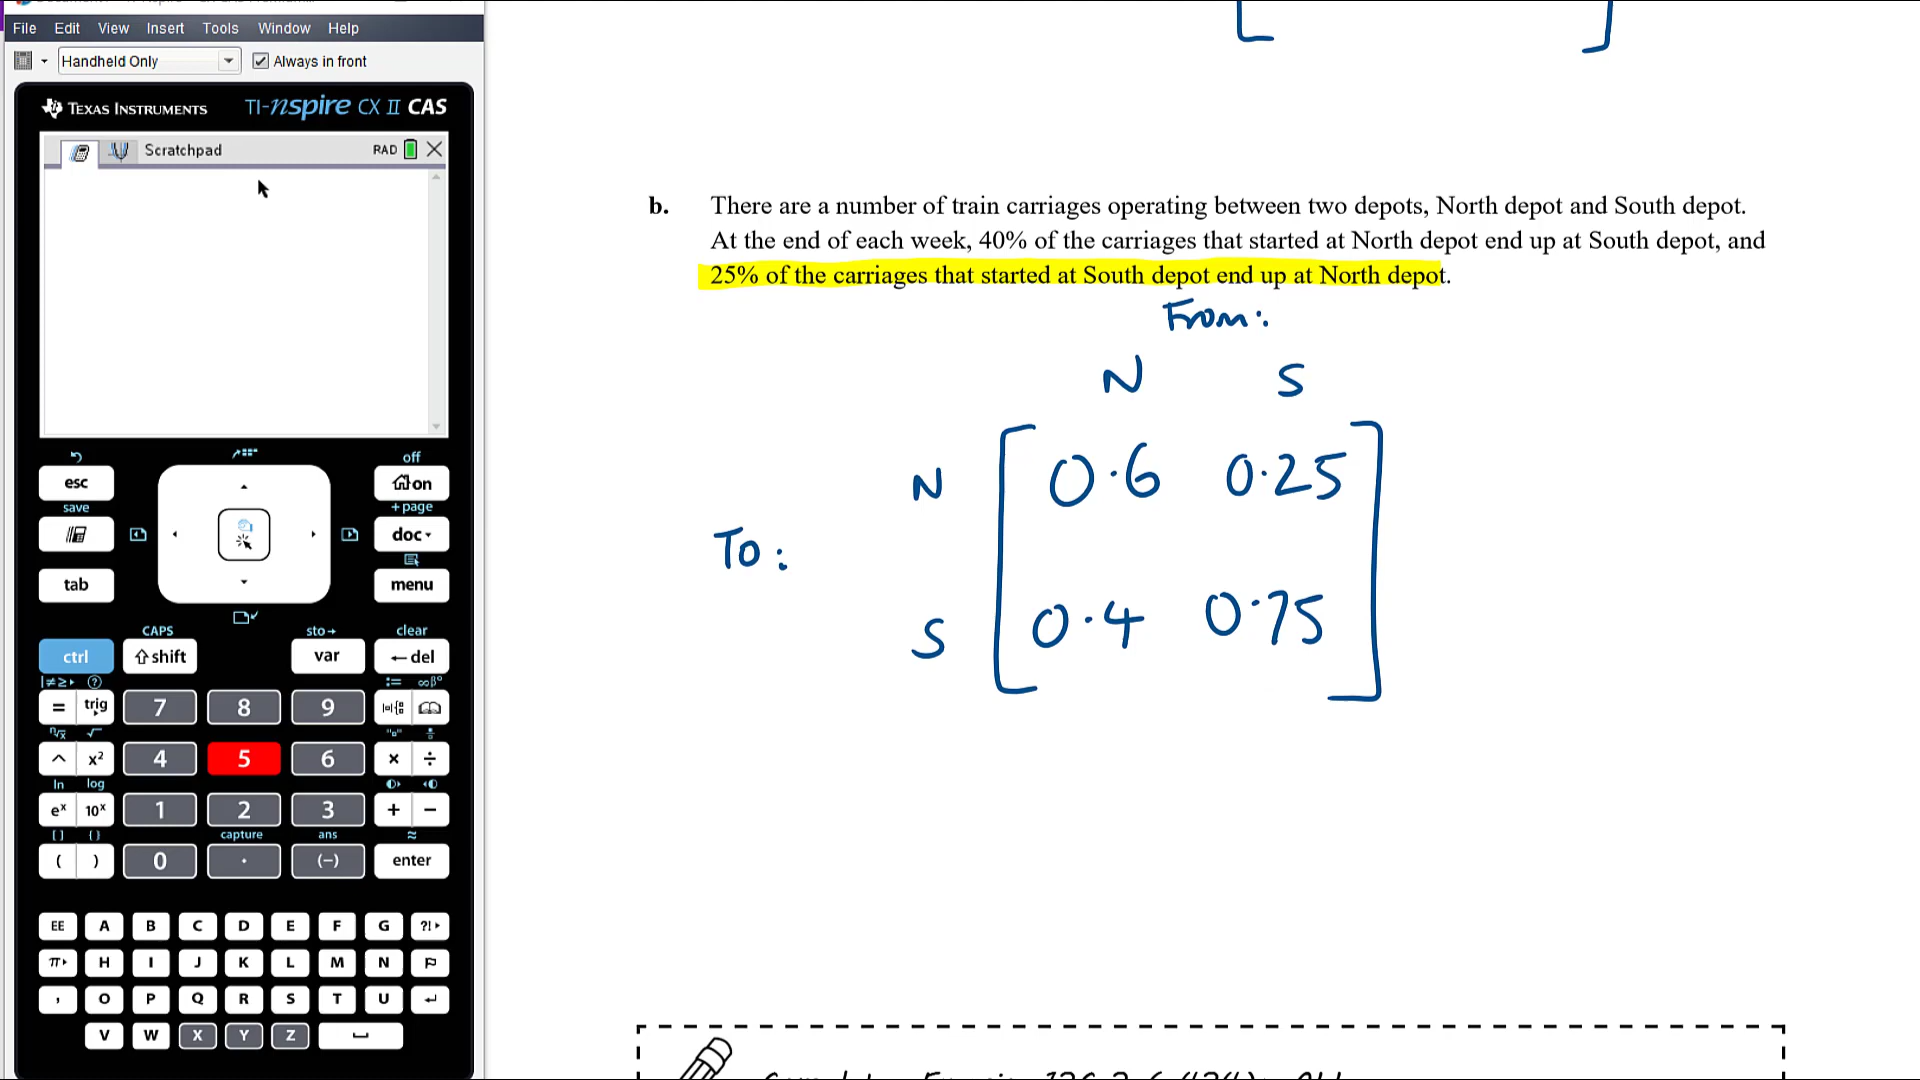 File Edit View Insert Tools Window Help
Handheld Only Always in front
TEXAS INSTRUMENTS TI-nspire CX II CAS
Scratchpad RAD
off
esc on
save + page
doc
tab menu
CAPS sto→ clear
ctrl shift var ←del
|≠≥▸ ? := ∞β°
= trig 7 8 9
ⁿ√x √
^ x² 4 5 6 × ÷
ln log
eˣ 10ˣ 1 2 3 + −
[ ] { } capture ans ≈
( ) 0 . (−) enter
EE A B C D E F G ?!▸
π▸ H I J K L M N
, O P Q R S T U ↵
V W X Y Z
b. There are a number of train carriages operating between two depots, North depot and South depot.
At the end of each week, 40% of the carriages that started at North depot end up at South depot, and
25% of the carriages that started at South depot end up at North depot.
From:
N S
N 0.6 0.25
To:
S 0.4 0.75